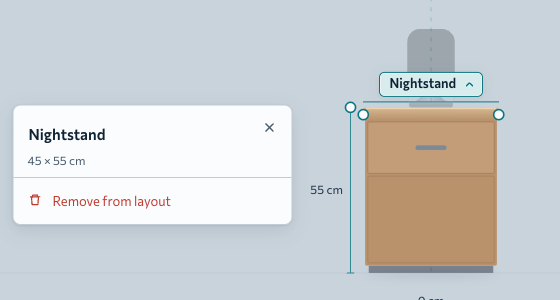 Nightstand
Nightstand
45 × 55 cm
55 cm
Remove from layout